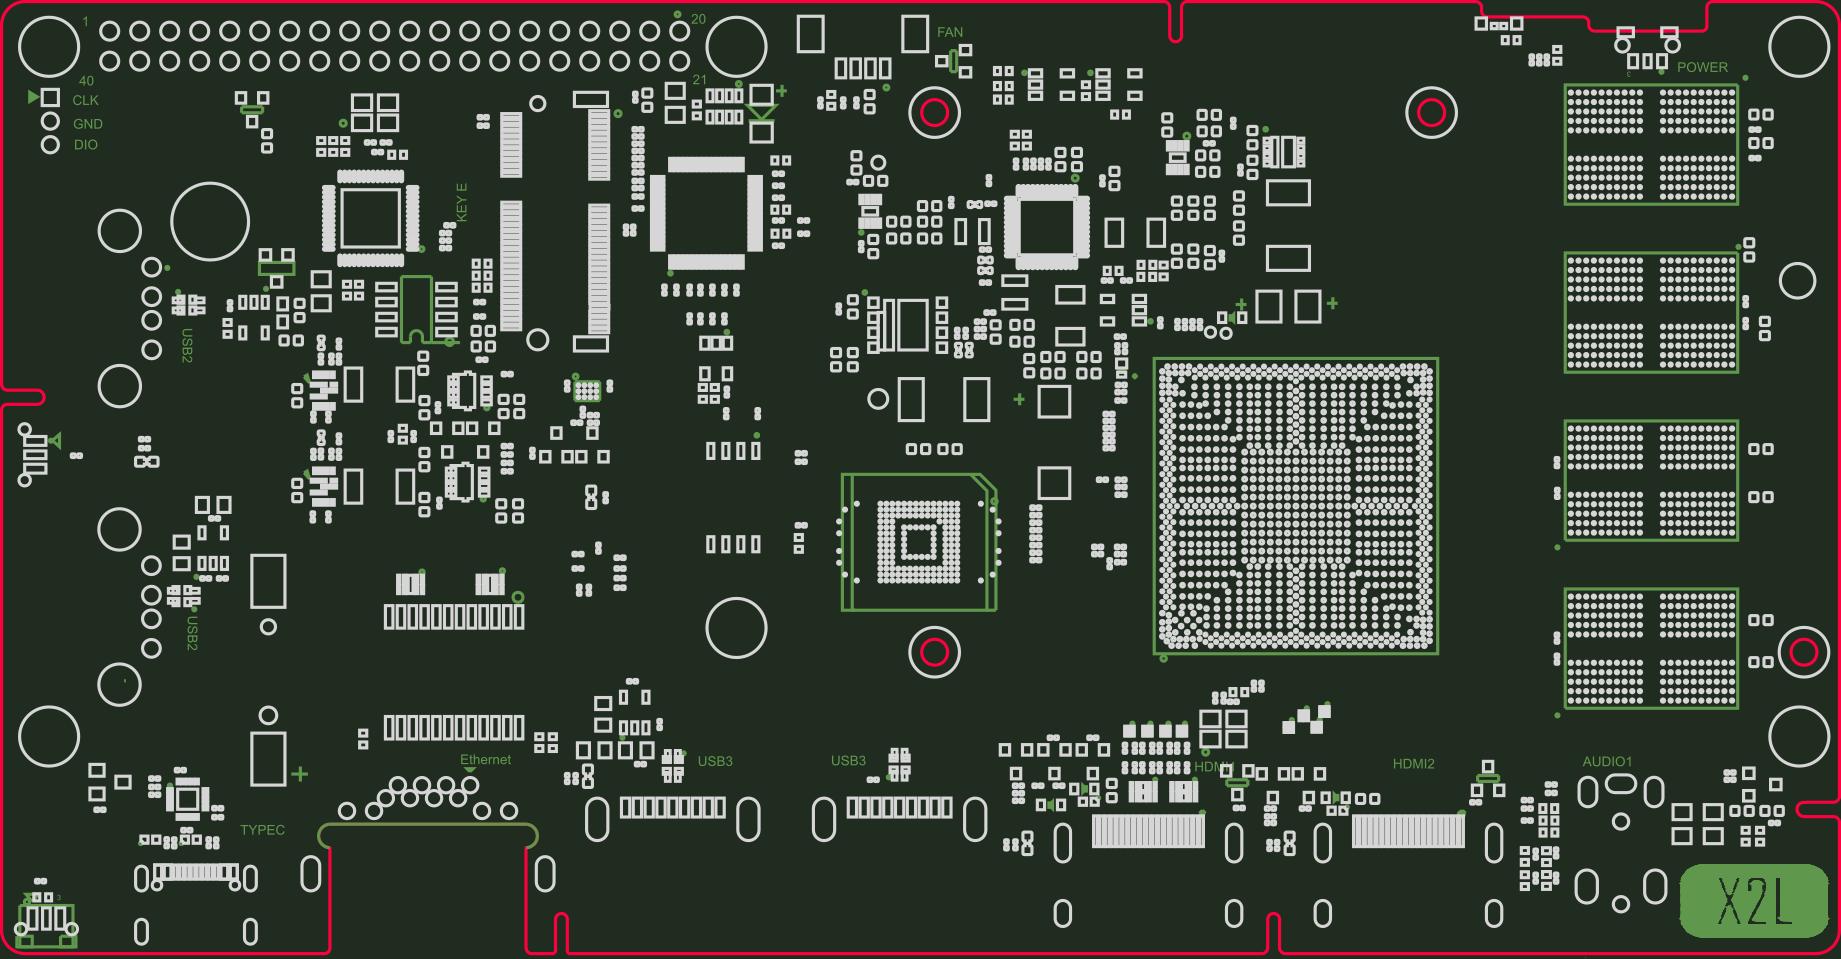 1
20
FAN
POWER
40
21
CLK
GND
DIO
KEY E
USB2
USB2
Ethernet
USB3
USB3
HDMI1
HDMI2
AUDIO1
TYPEC
3
X2L